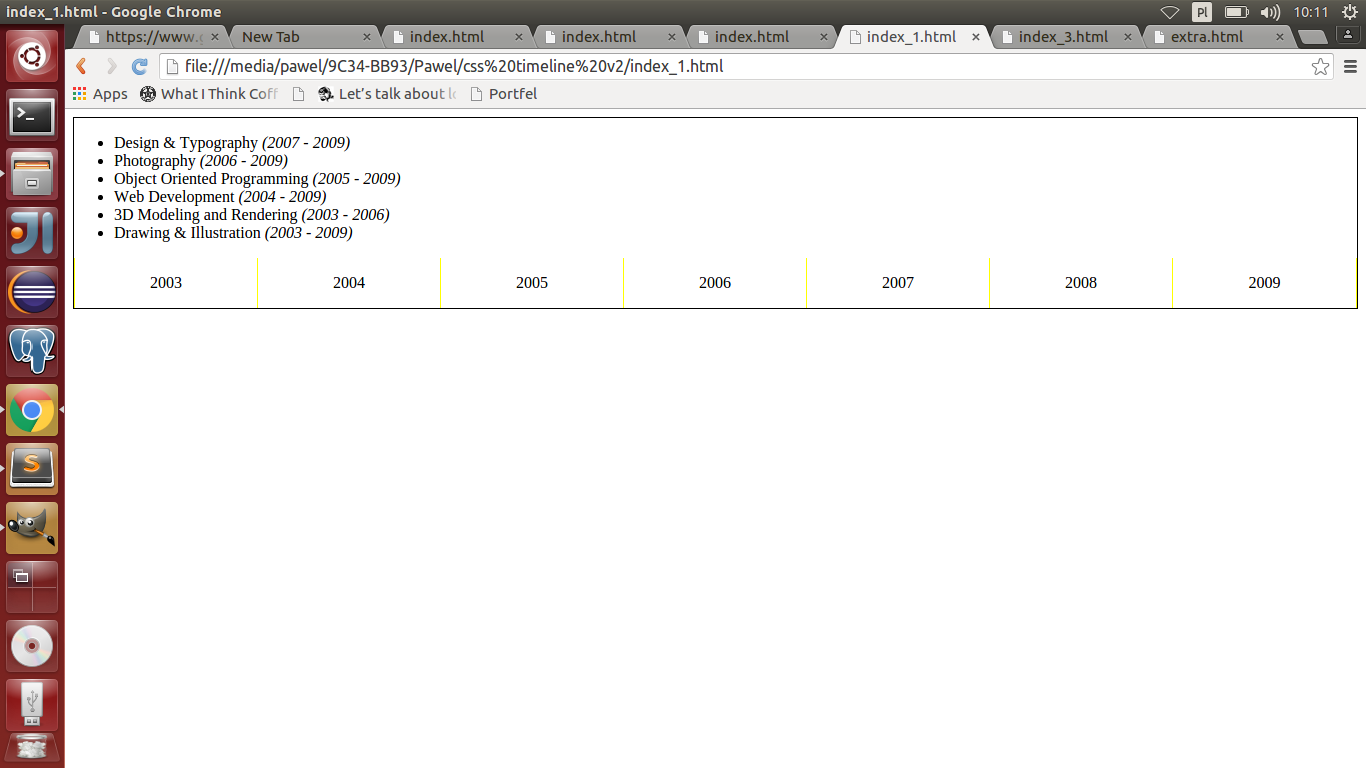 index_1.html - Google Chrome
Pl 10:11
https://www.g New Tab index.html index.html index.html index_1.html index_3.html extra.html
file:///media/pawel/9C34-BB93/Pawel/css%20timeline%20v2/index_1.html
Apps What I Think Coff Let's talk about lo Portfel
• Design & Typography (2007 - 2009)
• Photography (2006 - 2009)
• Object Oriented Programming (2005 - 2009)
• Web Development (2004 - 2009)
• 3D Modeling and Rendering (2003 - 2006)
• Drawing & Illustration (2003 - 2009)
2003 2004 2005 2006 2007 2008 2009